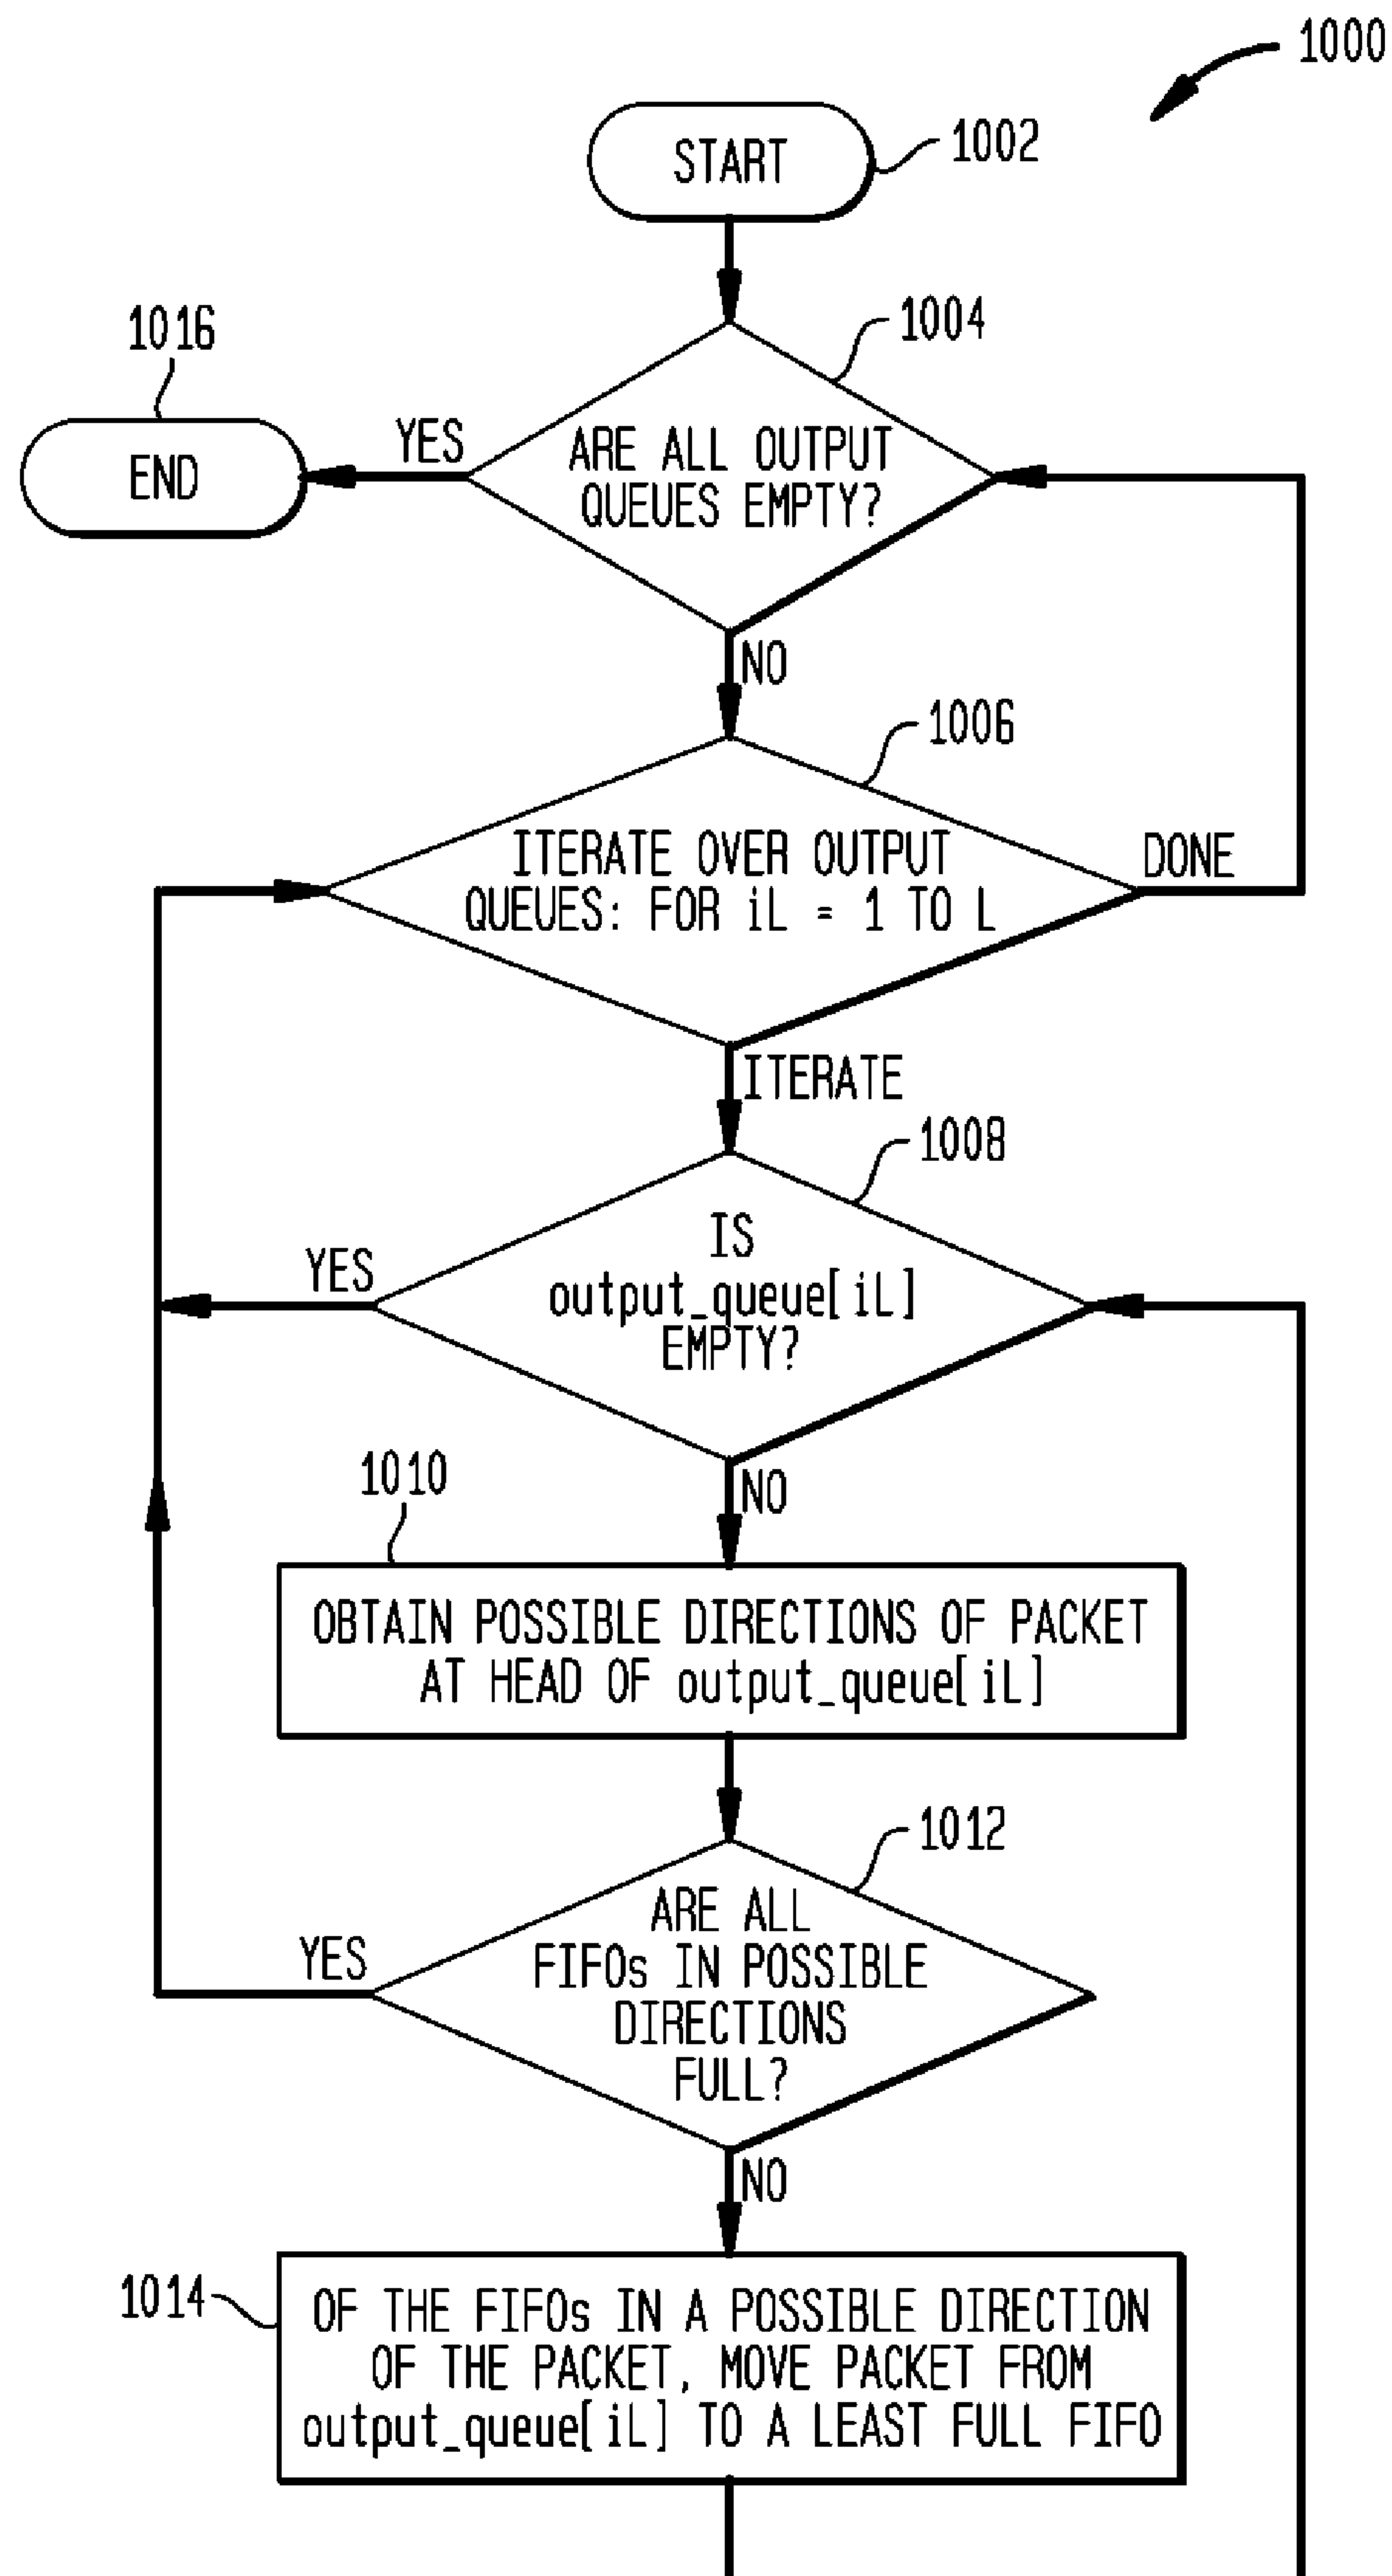 1000
START
1002
1004
1016
END
YES
ARE ALL OUTPUT
QUEUES EMPTY?
NO
1006
ITERATE OVER OUTPUT
QUEUES: FOR iL = 1 TO L
DONE
ITERATE
1008
IS
output_queue[iL]
EMPTY?
YES
NO
1010
OBTAIN POSSIBLE DIRECTIONS OF PACKET
AT HEAD OF output_queue[iL]
1012
ARE ALL
FIFOs IN POSSIBLE
DIRECTIONS
FULL?
YES
NO
1014
OF THE FIFOs IN A POSSIBLE DIRECTION
OF THE PACKET, MOVE PACKET FROM
output_queue[iL] TO A LEAST FULL FIFO